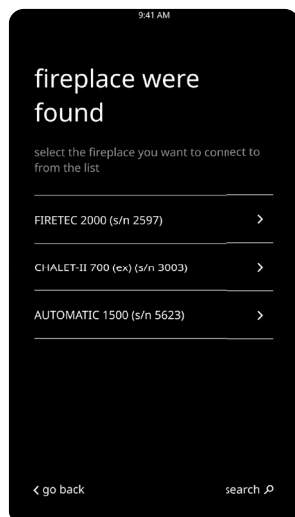 9:41 AM
fireplace were
found
select the fireplace you want to connect to
from the list
FIRETEC 2000 (s/n 2597)
CHALET-II 700 (ex) (s/n 3003)
AUTOMATIC 1500 (s/n 5623)
go back
search